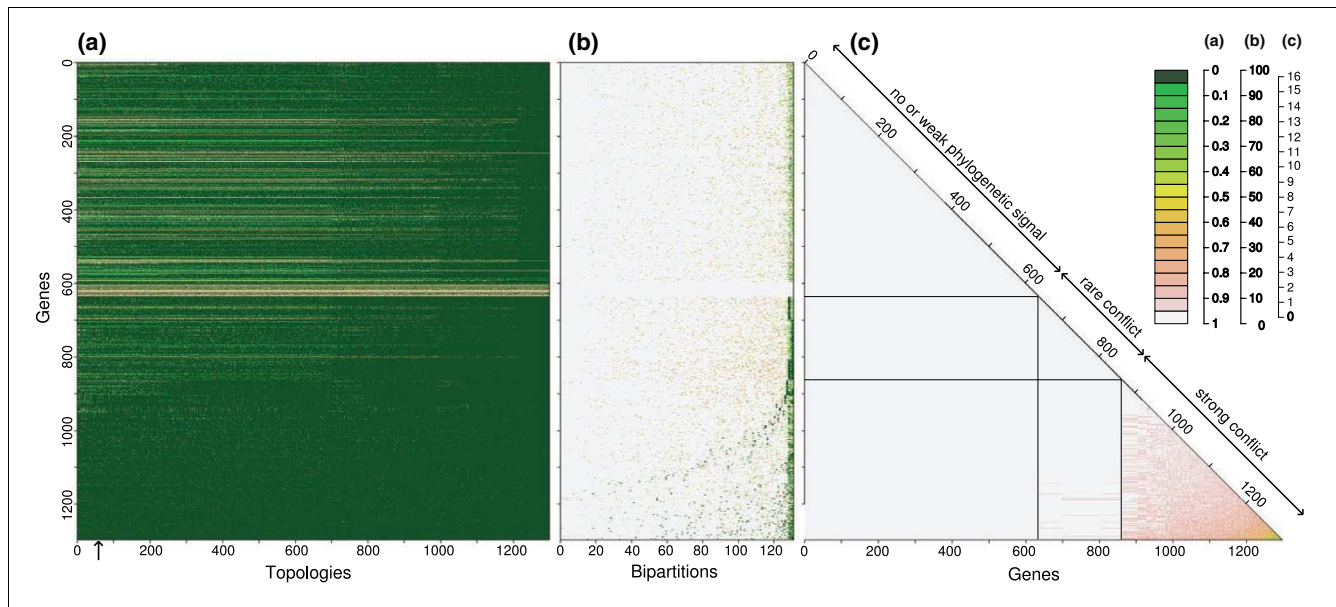 (a)
(b)
(c)
(a) (b) (c)
0 100 16
15
0.1 90 14
13
0.2 80 12
11
0.3 70 10
0.4 60 9
8
0.5 50 7
0.6 40 6
5
0.7 30 4
3
0.8 20 2
0.9 10 1
1 0 0
0
200
400
600
800
1000
1200
Genes
0 200 400 600 800 1000 1200
Topologies
0 20 40 60 80 100 120
Bipartitions
0
200
400
600
800
1000
1200
no or weak phylogenetic signal
rare conflict
strong conflict
0 200 400 600 800 1000 1200
Genes